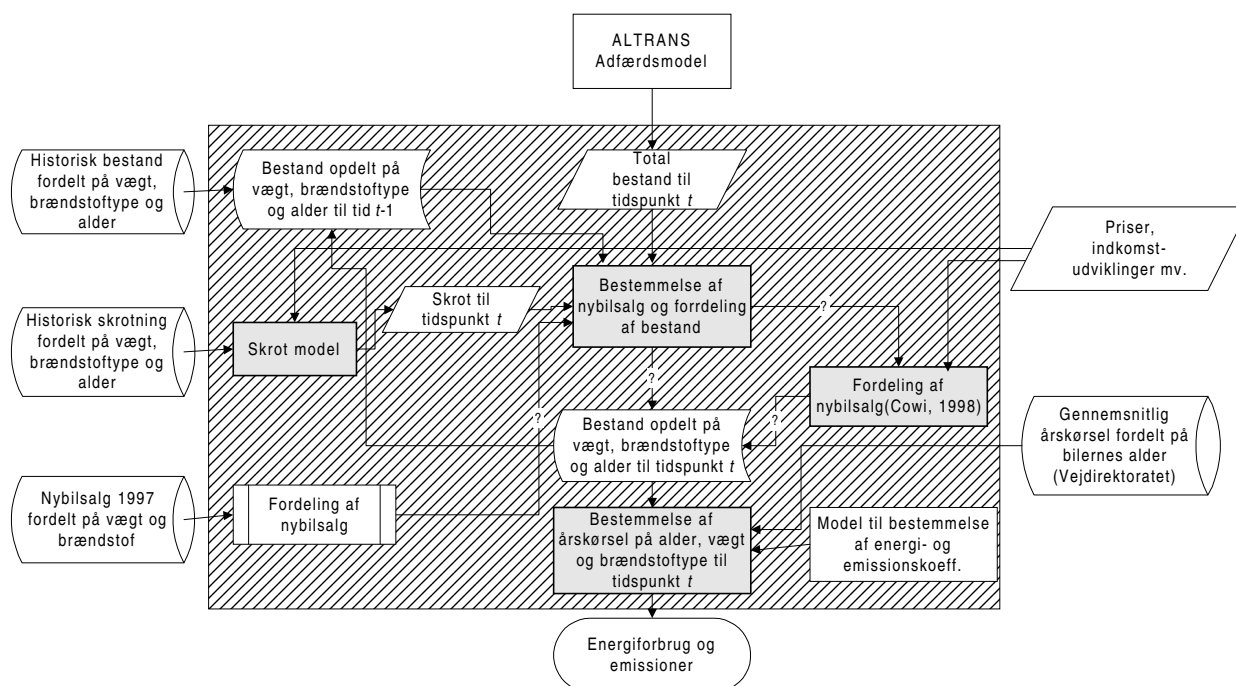 ALTRANS
Adfærdsmodel
Historisk bestand
fordelt på vægt,
brændstoftype og
alder
Bestand opdelt på
vægt, brændstoftype
og alder til tid t-1
Total
bestand til
tidspunkt t
Priser,
indkomst-
udviklinger mv.
Bestemmelse af
nybilsalg og forrdeling
af bestand
?
Skrot til
tidspunkt t
Historisk skrotning
fordelt på vægt,
brændstoftype og
alder
Skrot model
?
Fordeling af
nybilsalg(Cowi, 1998)
?
?
Bestand opdelt på
vægt, brændstoftype
og alder til tidspunkt t
Gennemsnitlig
årskørsel fordelt på
bilernes alder
(Vejdirektoratet)
Nybilsalg 1997
fordelt på vægt og
brændstof
Fordeling af
nybilsalg
Bestemmelse af
årskørsel på alder, vægt
og brændstoftype til
tidspunkt t
Model til bestemmelse
af energi- og
emissionskoeff.
Energiforbrug og
emissioner